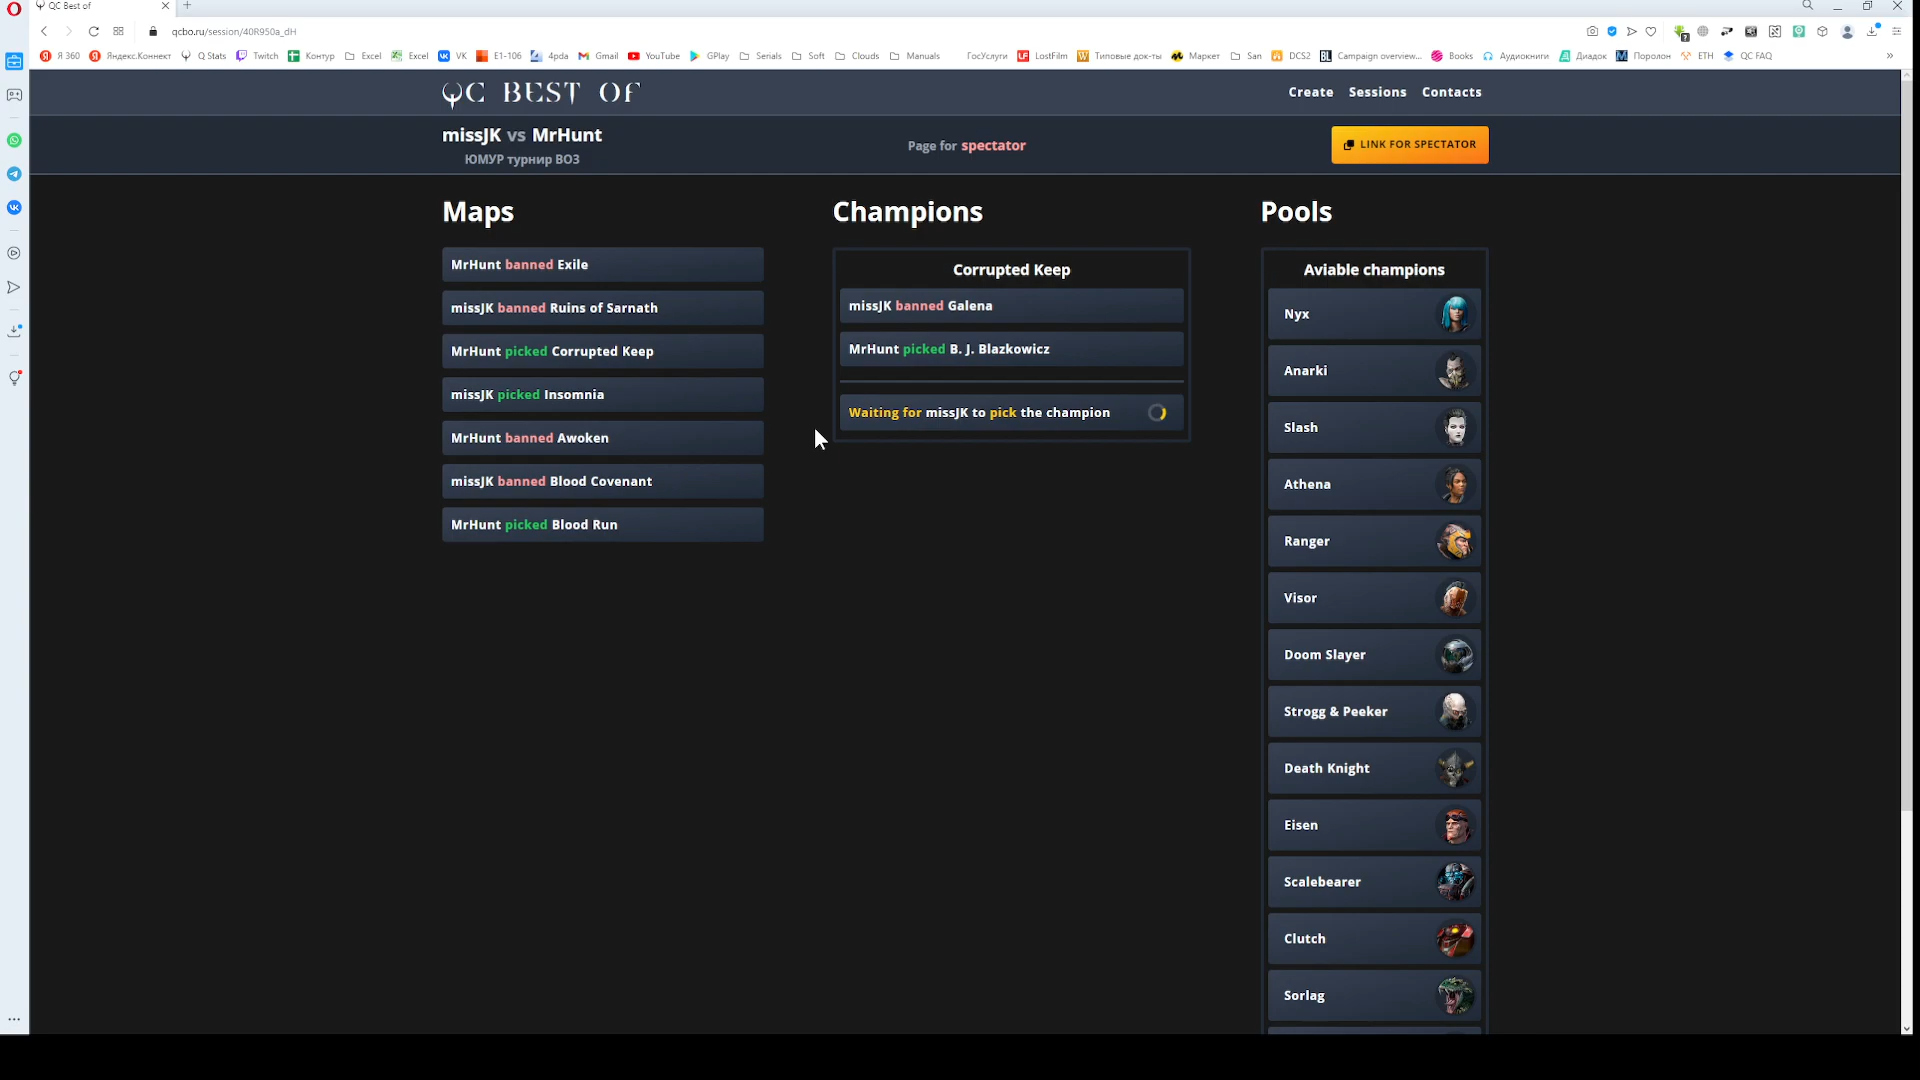 QC Best of
qcbo.ru/session/40R950a_dH
Я 360
Яндекс.Коннект
Q Stats
Twitch
Контур
Excel
Excel
VK
E1-106
4pda
Gmail
YouTube
GPlay
Serials
Soft
Clouds
Manuals
ГосУслуги
LostFilm
Типовые док-ты
Маркет
San
DCS2
Campaign overview...
Books
Аудиокниги
Диадок
Поролон
ETH
QC FAQ
QC BEST OF
Create
Sessions
Contacts
missJK vs MrHunt
ЮМУР турнир ВО3
Page for spectator
LINK FOR SPECTATOR
Maps
MrHunt banned Exile
missJK banned Ruins of Sarnath
MrHunt picked Corrupted Keep
missJK picked Insomnia
MrHunt banned Awoken
missJK banned Blood Covenant
MrHunt picked Blood Run
Champions
Corrupted Keep
missJK banned Galena
MrHunt picked B. J. Blazkowicz
Waiting for missJK to pick the champion
Pools
Aviable champions
Nyx
Anarki
Slash
Athena
Ranger
Visor
Doom Slayer
Strogg & Peeker
Death Knight
Eisen
Scalebearer
Clutch
Sorlag